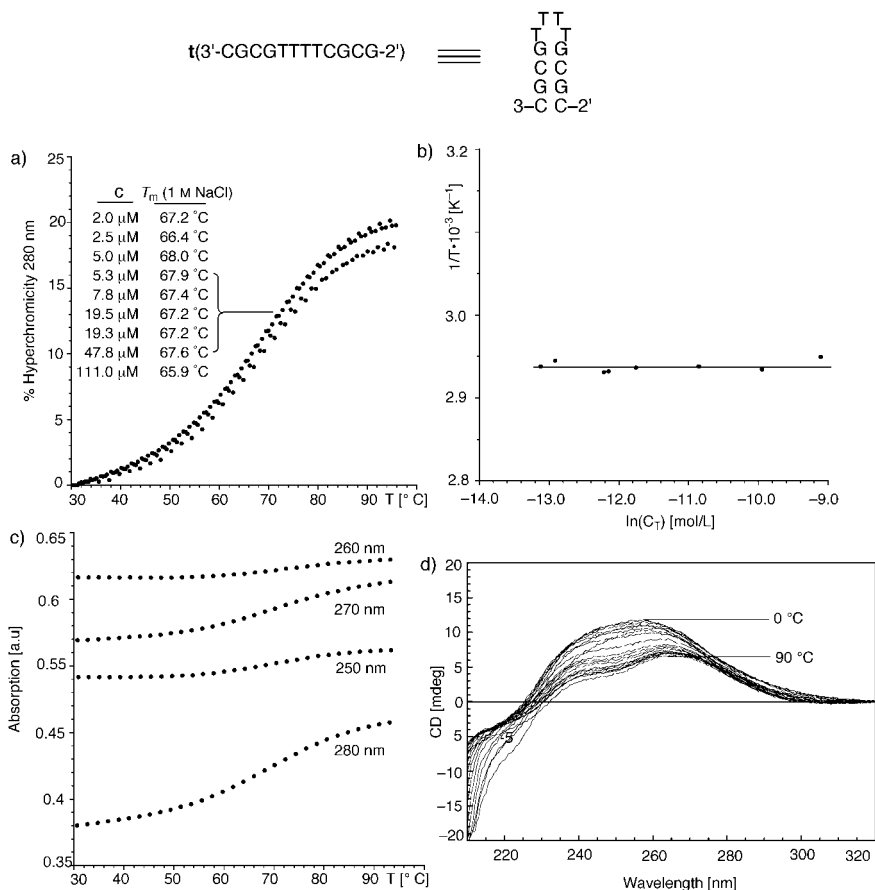 t(3'-CGCGTTTTCGCG-2')
TT
T T
G G
C C
G G
3–C C–2'
a)
25
20
15
10
5
0
% Hyperchromicity 280 nm
c Tm (1 M NaCl)
2.0 µM 67.2 °C
2.5 µM 66.4 °C
5.0 µM 68.0 °C
5.3 µM 67.9 °C
7.8 µM 67.4 °C
19.5 µM 67.2 °C
19.3 µM 67.2 °C
47.8 µM 67.6 °C
111.0 µM 65.9 °C
30 40 50 60 70 80 90 T [° C]
b)
3.2
3.0
2.9
2.8
1/T•10⁻³ [K⁻¹]
–14.0 –13.0 –12.0 –11.0 –10.0 –9.0
ln(CT) [mol/L]
c)
0.65
0.6
0.55
0.45
0.4
0.35
Absorption [a.u]
260 nm
270 nm
250 nm
280 nm
30 40 50 60 70 80 90 T [° C]
d)
20
15
10
5
0
5
–10
–15
–20
CD [mdeg]
0 °C
90 °C
-5
220 240 260 280 300 320
Wavelength [nm]